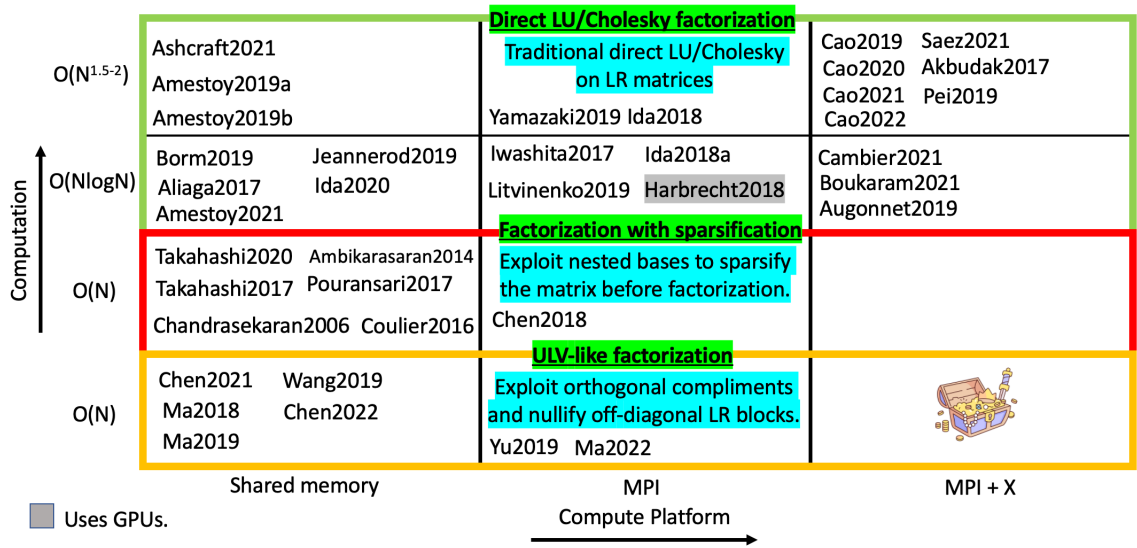 Direct LU/Cholesky factorization
Traditional direct LU/Cholesky
on LR matrices
O(N1.5-2)
Ashcraft2021
Amestoy2019a
Amestoy2019b
Yamazaki2019 Ida2018
Cao2019 Saez2021
Cao2020 Akbudak2017
Cao2021 Pei2019
Cao2022
O(NlogN)
Borm2019 Jeannerod2019
Aliaga2017 Ida2020
Amestoy2021
Iwashita2017 Ida2018a
Litvinenko2019 Harbrecht2018
Cambier2021
Boukaram2021
Augonnet2019
Factorization with sparsification
Exploit nested bases to sparsify
the matrix before factorization.
O(N)
Takahashi2020 Ambikarasaran2014
Takahashi2017 Pouransari2017
Chandrasekaran2006 Coulier2016
Chen2018
ULV-like factorization
Exploit orthogonal compliments
and nullify off-diagonal LR blocks.
O(N)
Chen2021 Wang2019
Ma2018 Chen2022
Ma2019
Yu2019 Ma2022
Computation
Shared memory MPI MPI + X
Compute Platform
Uses GPUs.